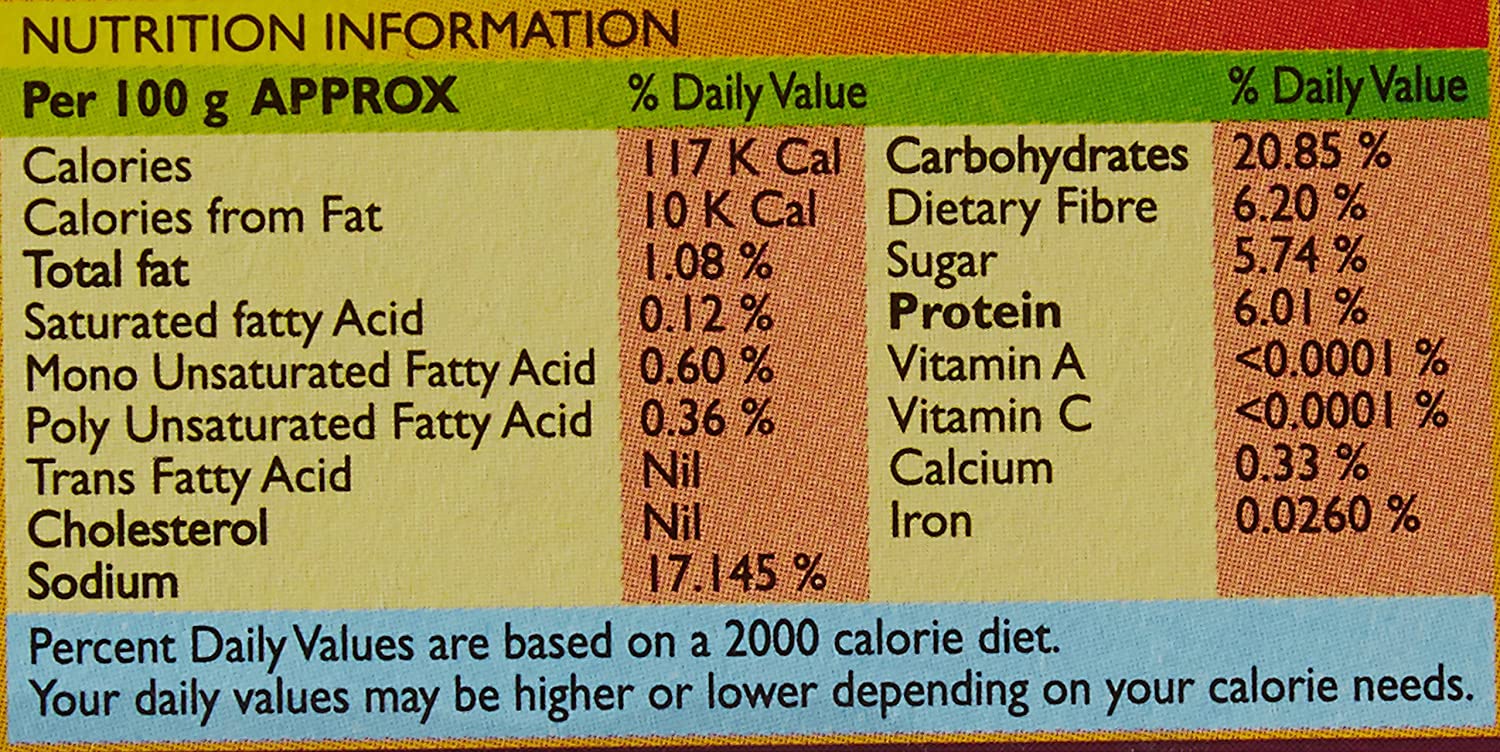 NUTRITION INFORMATION
Per 100 g APPROX % Daily Value % Daily Value
Calories 117 K Cal Carbohydrates 20.85 %
Calories from Fat 10 K Cal Dietary Fibre 6.20 %
Total fat 1.08 % Sugar 5.74 %
Saturated fatty Acid 0.12 % Protein 6.01 %
Mono Unsaturated Fatty Acid 0.60 % Vitamin A <0.0001 %
Poly Unsaturated Fatty Acid 0.36 % Vitamin C <0.0001 %
Trans Fatty Acid Nil Calcium 0.33 %
Cholesterol Nil Iron 0.0260 %
Sodium 17.145 %
Percent Daily Values are based on a 2000 calorie diet.
Your daily values may be higher or lower depending on your calorie needs.